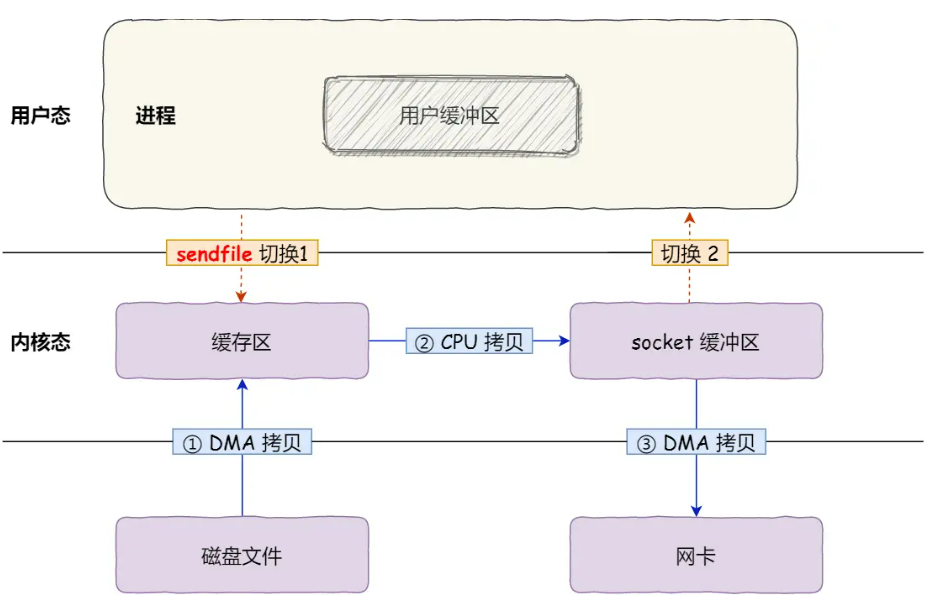 用户态
进程
用户缓冲区
sendfile 切换1
切换 2
内核态
缓存区
② CPU 拷贝
socket 缓冲区
① DMA 拷贝
③ DMA 拷贝
磁盘文件
网卡